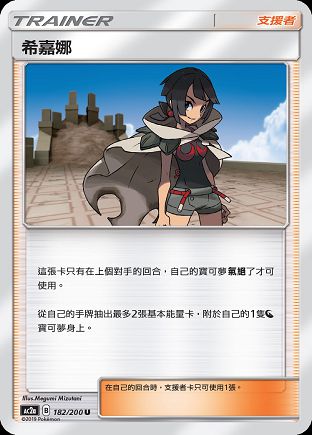 TRAINER
支援者
希嘉娜
這張卡只有在上個對手的回合，自己的寶可夢氣絕了才可
使用。
從自己的手牌抽出最多2張基本能量卡，附於自己的1隻
寶可夢身上。
Illus.Megumi Mizutani
AC2a B 182/200 U
©2019 Pokémon
在自己的回合時，支援者卡只可使用1張。